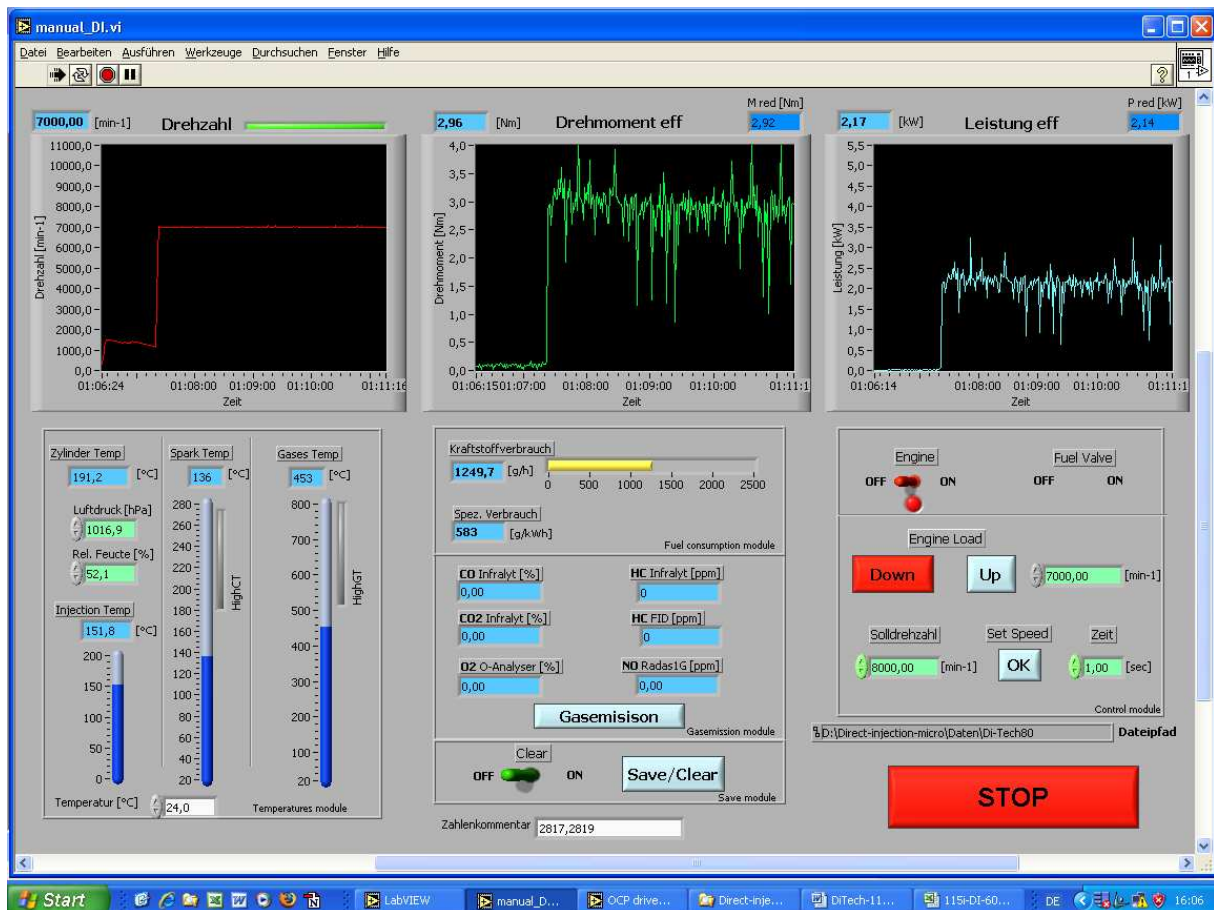 manual_DI.vi
Datei Bearbeiten Ausführen Werkzeuge Durchsuchen Fenster Hilfe
1
7000,00 [min-1] Drehzahl
11000,0
10000,0
9000,0
8000,0
7000,0
6000,0
5000,0
4000,0
3000,0
2000,0
1000,0
0,0
Drehzahl [min-1]
01:06:24 01:08:00 01:09:00 01:10:00 01:11:16
Zeit
M red [Nm]
2,96 [Nm] Drehmoment eff 2,92
4,0
3,5
3,0
2,5
2,0
1,5
1,0
0,5
0,0
Drehmoment [Nm]
01:06:15 01:07:00 01:08:00 01:09:00 01:10:00 01:11:1
Zeit
P red [kW]
2,17 [kW] Leistung eff 2,14
5,5
5,0
4,5
4,0
3,5
3,0
2,5
2,0
1,5
1,0
0,5
0,0
Leistung [kW]
01:06:14 01:08:00 01:09:00 01:10:00 01:11:1
Zeit
Zylinder Temp Spark Temp Gases Temp
191,2 [°C] 136 [°C] 453 [°C]
Luftdruck [hPa]
1016,9
Rel. Feucte [%]
52,1
Injection Temp
151,8 [°C]
200
150
100
50
0
280
260
240
220
200
180
160
140
120
100
80
60
40
20
HighCT
800
700
600
500
400
300
200
100
20
HighGT
Temperatur [°C] 24,0 Temperatures module
Kraftstoffverbrauch
1249,7 [g/h]
0 500 1000 1500 2000 2500
Spez. Verbrauch
583 [g/kWh]
Fuel consumption module
CO Infralyt [%] HC Infralyt [ppm]
0,00 0
CO2 Infralyt [%] HC FID [ppm]
0,00 0
O2 O-Analyser [%] NO Radas1G [ppm]
0,00 0,00
Gasemisison
Gasmission module
Clear
OFF ON Save/Clear
Save module
Zahlenkommentar 2817,2819
Engine Fuel Valve
OFF ON OFF ON
Engine Load
Down Up 7000,00 [min-1]
Solldrehzahl Set Speed Zeit
8000,00 [min-1] OK 1,00 [sec]
Control module
D:\Direct-injection-micro\Daten\Di-Tech80 Dateipfad
STOP
Start LabVIEW manual_D... OCP drive... Direct-inje... DiTech-11... 115i-DI-60... DE 16:06